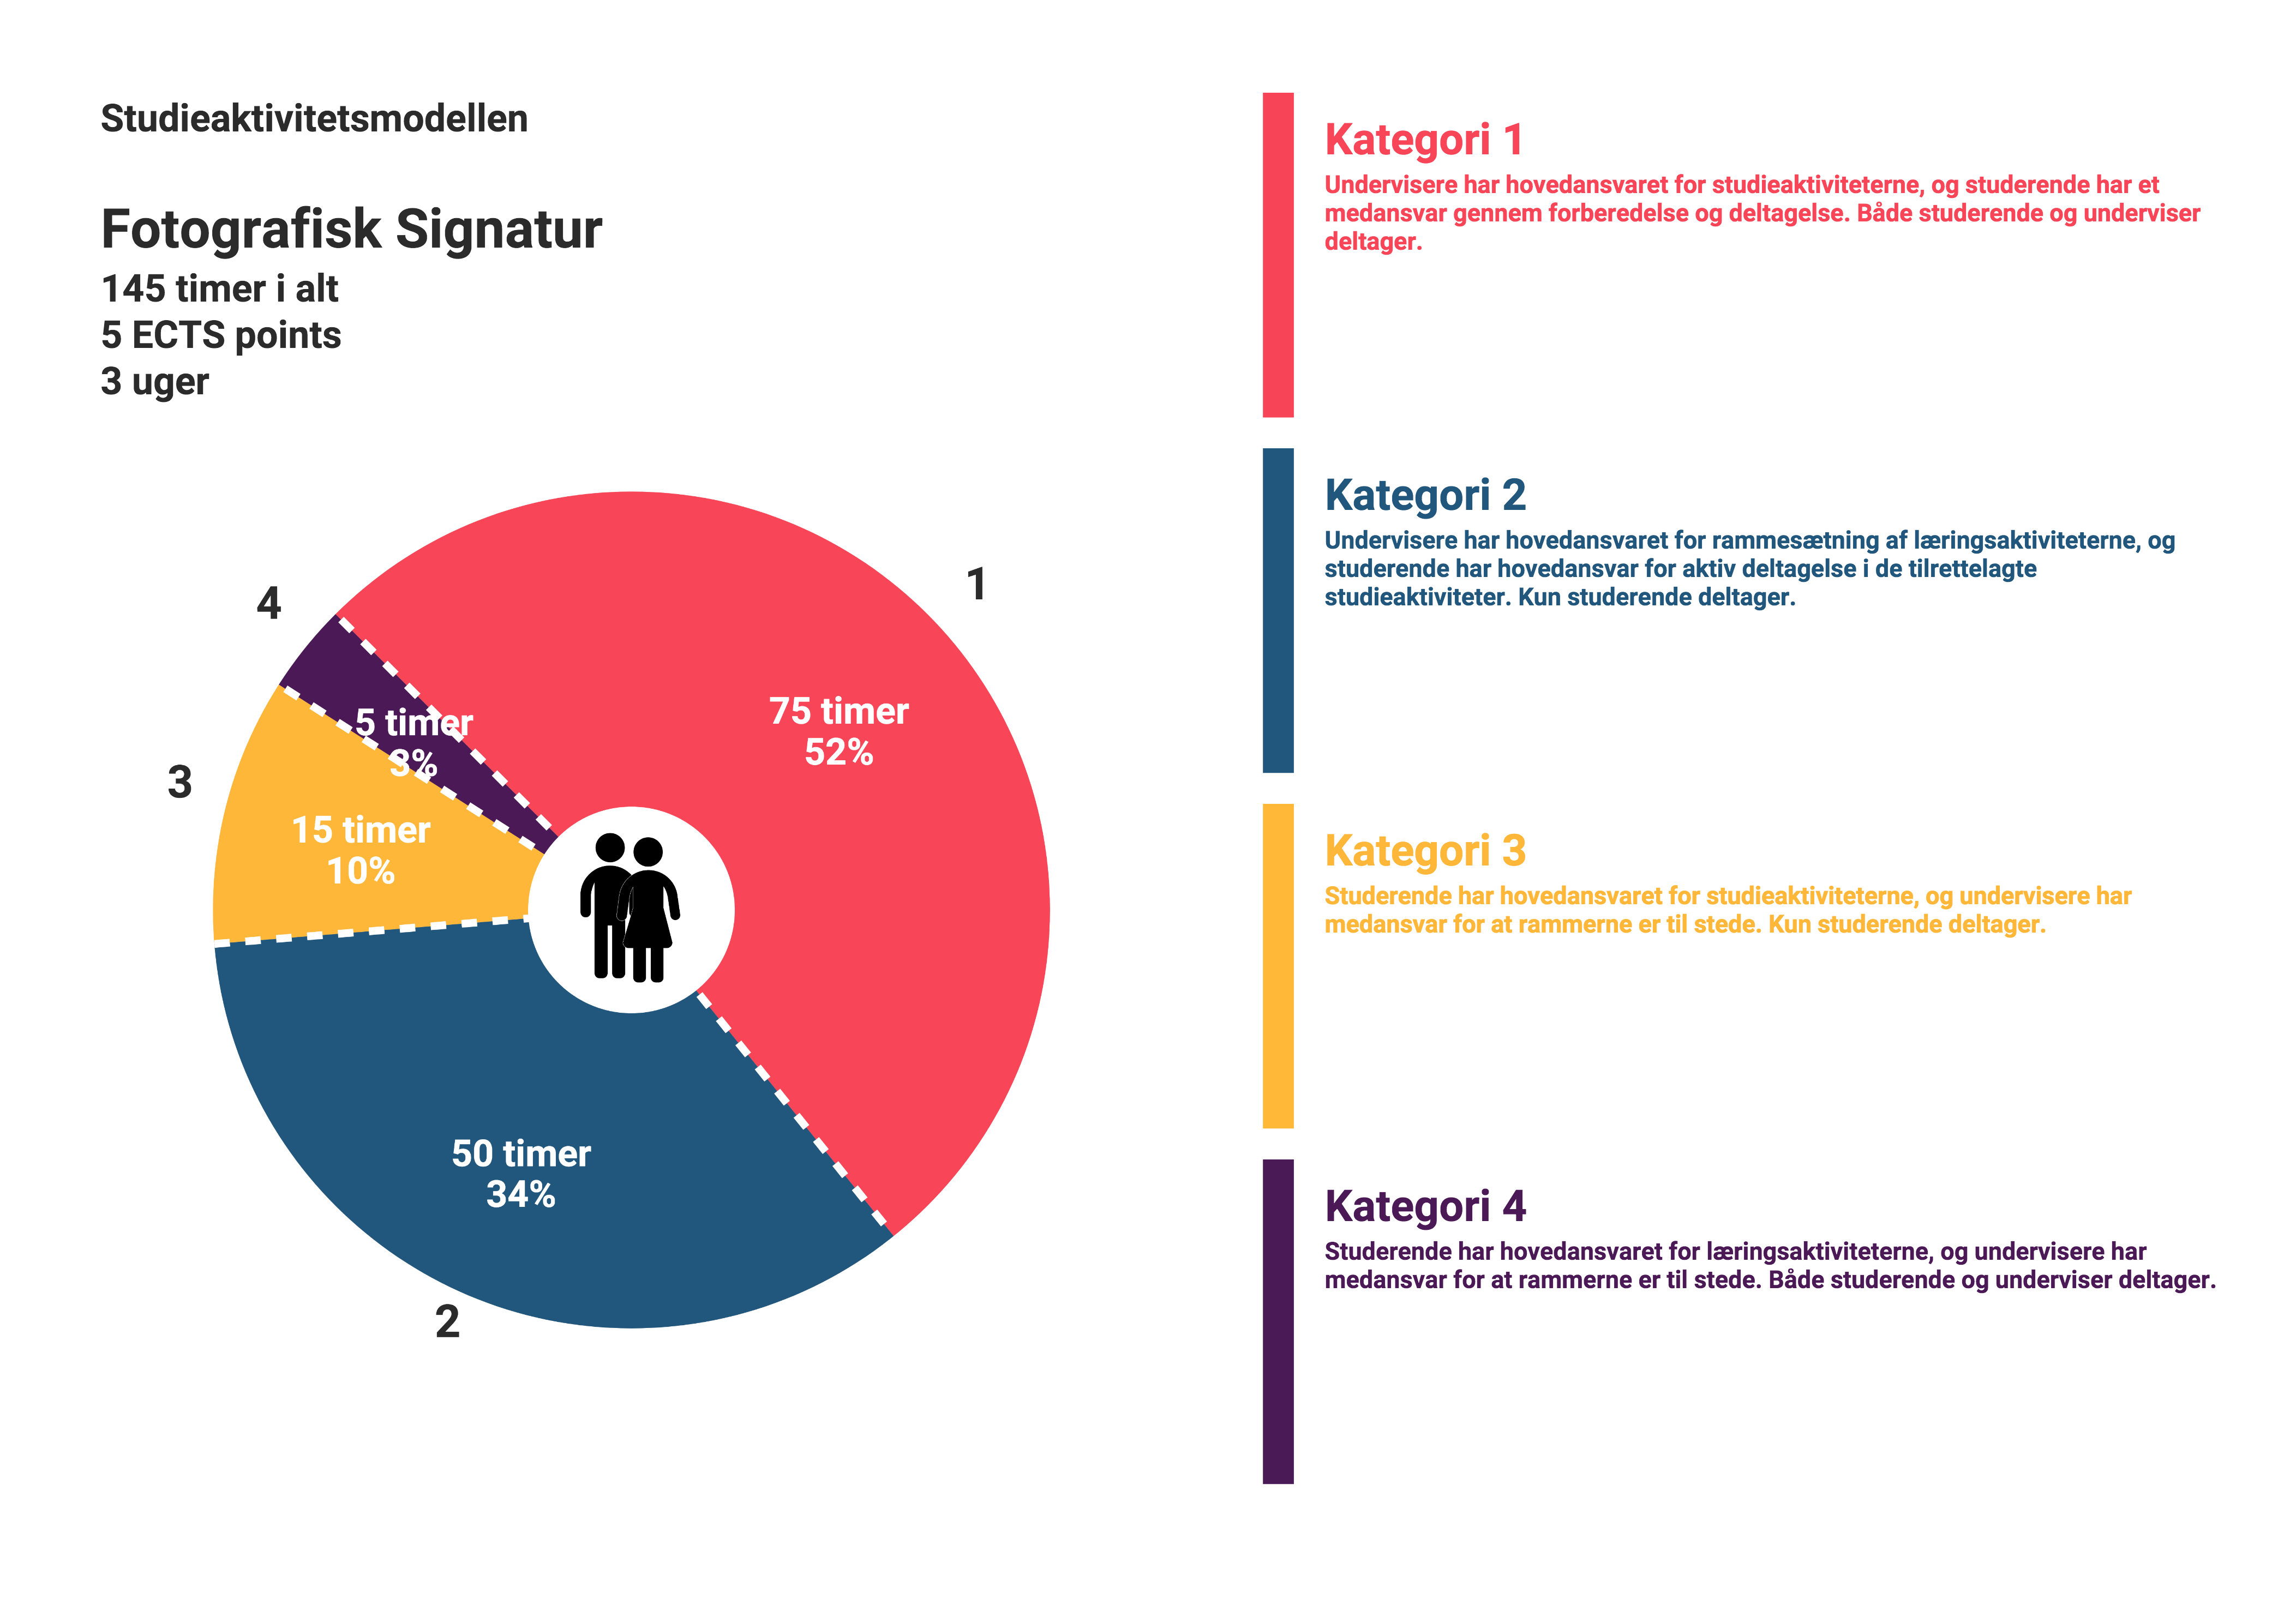 Studieaktivitetsmodellen
Fotografisk Signatur
145 timer i alt
5 ECTS points
3 uger
4
1
3
2
75 timer
52%
5 timer
3%
15 timer
10%
50 timer
34%
Kategori 1
Undervisere har hovedansvaret for studieaktiviteterne, og studerende har et
medansvar gennem forberedelse og deltagelse. Både studerende og underviser
deltager.
Kategori 2
Undervisere har hovedansvaret for rammesætning af læringsaktiviteterne, og
studerende har hovedansvar for aktiv deltagelse i de tilrettelagte
studieaktiviteter. Kun studerende deltager.
Kategori 3
Studerende har hovedansvaret for studieaktiviteterne, og undervisere har
medansvar for at rammerne er til stede. Kun studerende deltager.
Kategori 4
Studerende har hovedansvaret for læringsaktiviteterne, og undervisere har
medansvar for at rammerne er til stede. Både studerende og underviser deltager.